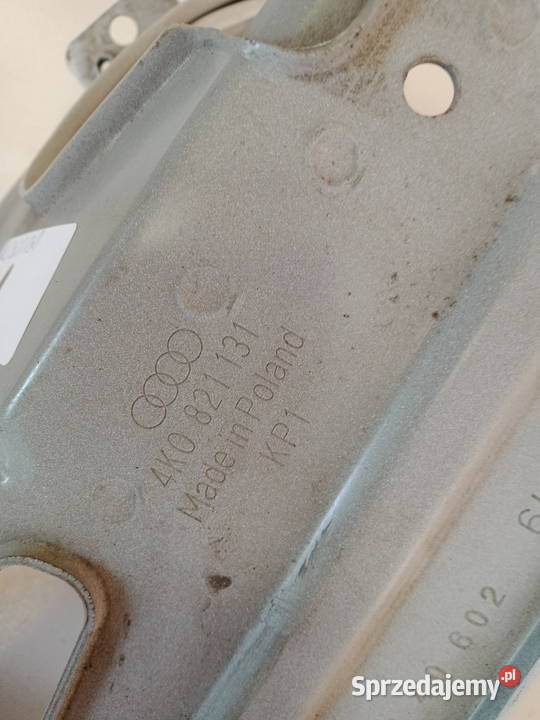 4K0 821 131
Made in Poland
KP1
602
Sprzedajemy.pl